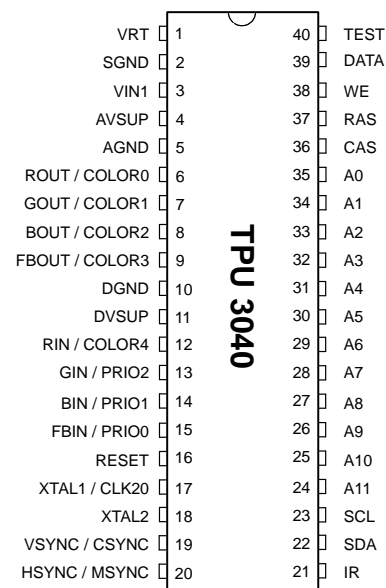 VRT 1 40 TEST
SGND 2 39 DATA
VIN1 3 38 WE
AVSUP 4 37 RAS
AGND 5 36 CAS
ROUT / COLOR0 6 35 A0
GOUT / COLOR1 7 34 A1
BOUT / COLOR2 8 33 A2
FBOUT / COLOR3 9 32 A3
DGND 10 31 A4
DVSUP 11 30 A5
RIN / COLOR4 12 29 A6
GIN / PRIO2 13 28 A7
BIN / PRIO1 14 27 A8
FBIN / PRIO0 15 26 A9
RESET 16 25 A10
XTAL1 / CLK20 17 24 A11
XTAL2 18 23 SCL
VSYNC / CSYNC 19 22 SDA
HSYNC / MSYNC 20 21 IR
TPU 3040